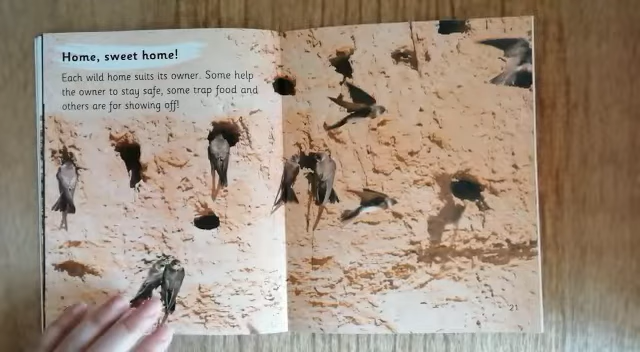 Home, sweet home!
Each wild home suits its owner. Some help
the owner to stay safe, some trap food and
others are for showing off!
21